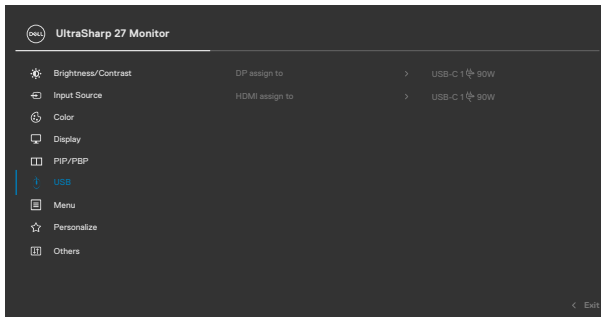 DELL UltraSharp 27 Monitor
Brightness/Contrast DP assign to > USB-C 1 90W
Input Source HDMI assign to > USB-C 1 90W
Color
Display
PIP/PBP
USB
Menu
Personalize
Others
< Exit